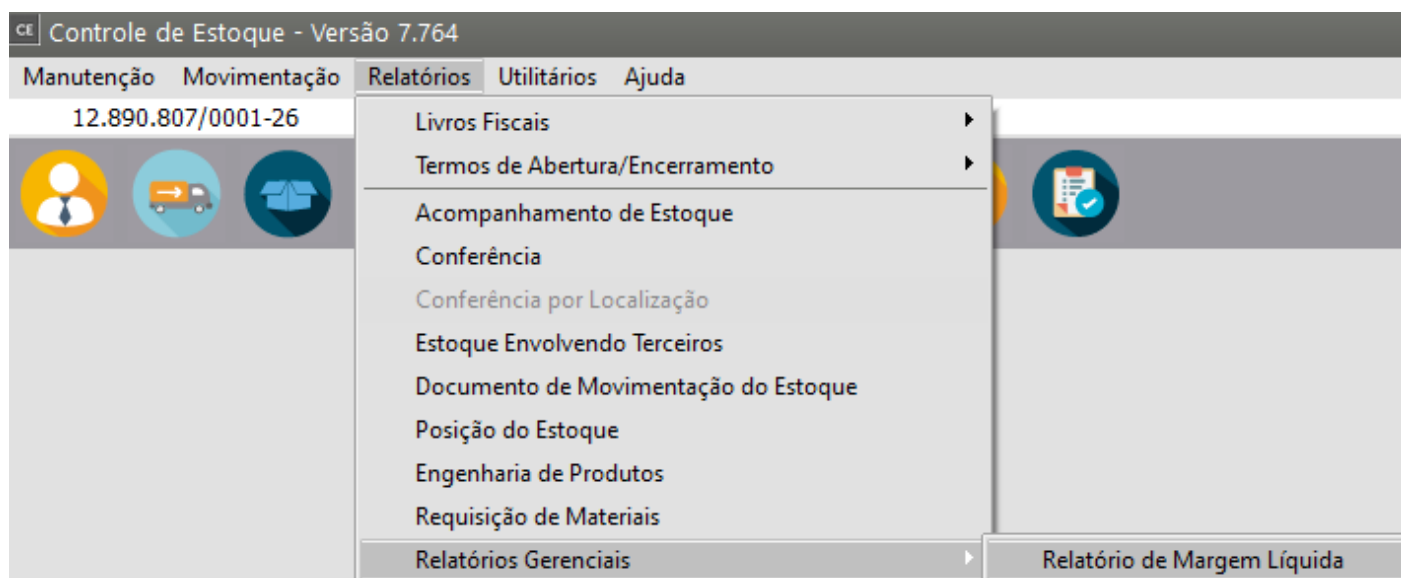 CE Controle de Estoque - Versão 7.764
Manutenção Movimentação Relatórios Utilitários Ajuda
12.890.807/0001-26
Livros Fiscais
Termos de Abertura/Encerramento
Acompanhamento de Estoque
Conferência
Conferência por Localização
Estoque Envolvendo Terceiros
Documento de Movimentação do Estoque
Posição do Estoque
Engenharia de Produtos
Requisição de Materiais
Relatórios Gerenciais Relatório de Margem Líquida